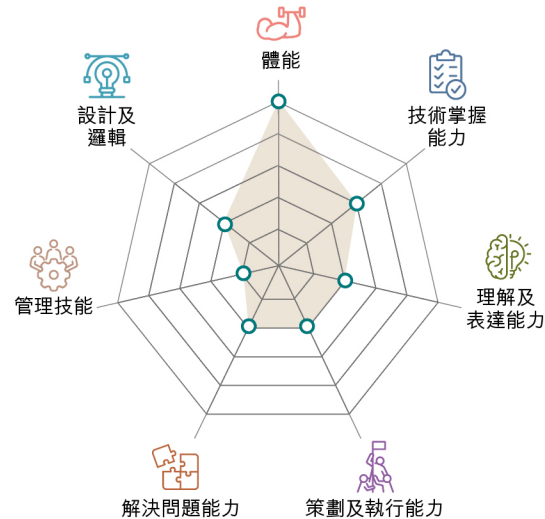 體能
技術掌握
能力
理解及
表達能力
策劃及執行能力
解決問題能力
管理技能
設計及
邏輯